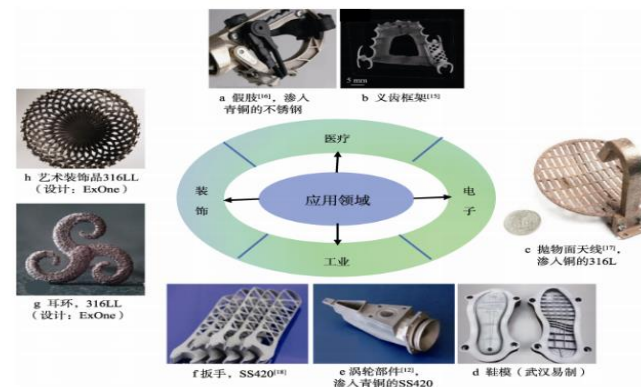 5 mm
a 假肢[16]，渗入
青铜的不锈钢
b 义齿框架[15]
医疗
h 艺术装饰品316LL
（设计：ExOne）
装饰
应用领域
电子
c 抛物面天线[17]，
渗入铜的316L
工业
g 耳环，316LL
（设计：ExOne）
f 扳手，SS420[18]
e 涡轮部件[12]，
渗入青铜的SS420
d 鞋模（武汉易制）